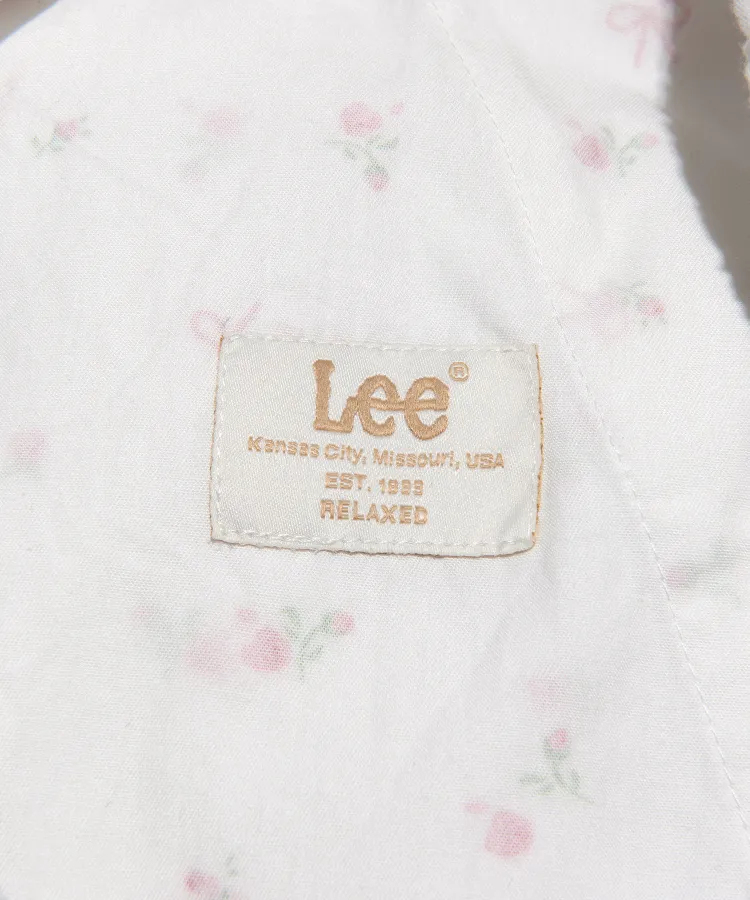 Lee®
Kansas City, Missouri, USA
EST. 1889
RELAXED